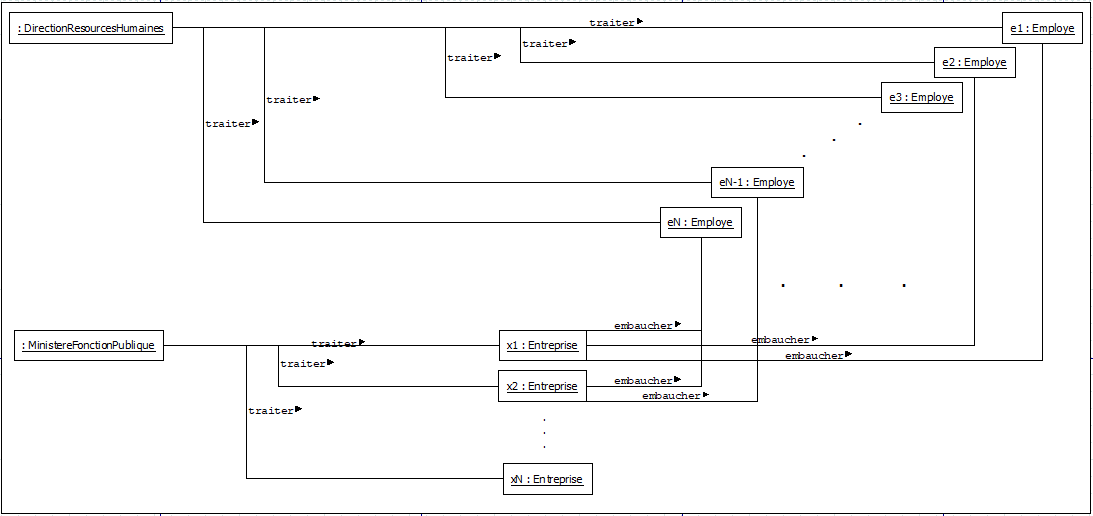 : DirectionResourcesHumaines
traiter
e1 : Employe
traiter
traiter
e2 : Employe
e3 : Employe
traiter
traiter
eN-1 : Employe
eN : Employe
embaucher
: MinistereFonctionPublique
traiter
x1 : Entreprise
embaucher
embaucher
traiter
x2 : Entreprise
embaucher
embaucher
traiter
xN : Entreprise